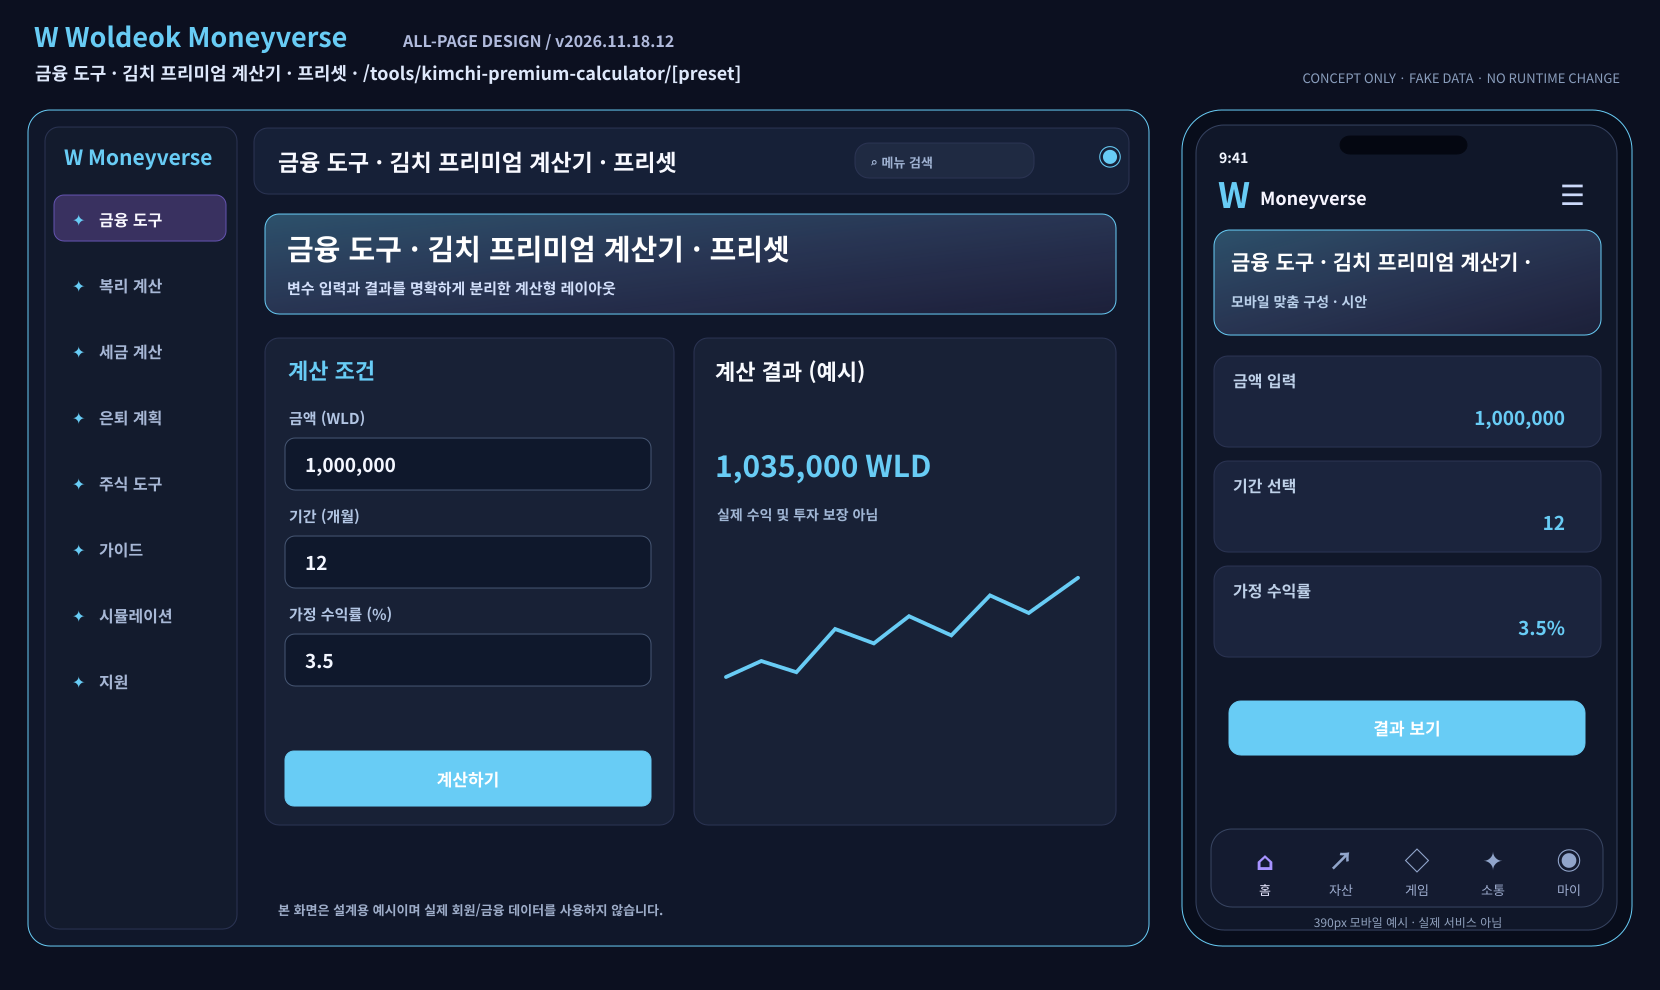 W Woldeok Moneyverse
ALL-PAGE DESIGN / v2026.11.18.12
금융 도구 · 김치 프리미엄 계산기 · 프리셋 · /tools/kimchi-premium-calculator/[preset]
CONCEPT ONLY · FAKE DATA · NO RUNTIME CHANGE
W Moneyverse
금융 도구
복리 계산
세금 계산
은퇴 계획
주식 도구
가이드
시뮬레이션
지원
금융 도구 · 김치 프리미엄 계산기 · 프리셋
메뉴 검색
금융 도구 · 김치 프리미엄 계산기 · 프리셋
변수 입력과 결과를 명확하게 분리한 계산형 레이아웃
계산 조건
금액 (WLD)
1,000,000
기간 (개월)
12
가정 수익률 (%)
3.5
계산하기
계산 결과 (예시)
1,035,000 WLD
실제 수익 및 투자 보장 아님
본 화면은 설계용 예시이며 실제 회원/금융 데이터를 사용하지 않습니다.
9:41
W Moneyverse
금융 도구 · 김치 프리미엄 계산기 ·
모바일 맞춤 구성 · 시안
금액 입력
1,000,000
기간 선택
12
가정 수익률
3.5%
결과 보기
홈
자산
게임
소통
마이
390px 모바일 예시 · 실제 서비스 아님